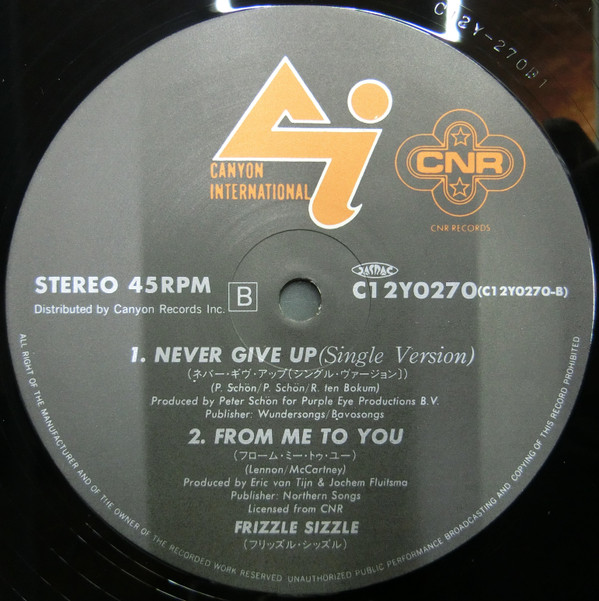 C12Y-270B1
CANYON
INTERNATIONAL
CNR
CNR RECORDS
STEREO 45RPM
B
JASRAC
C12Y0270(C12Y0270-B)
Distributed by Canyon Records Inc.
1. NEVER GIVE UP(Single Version)
(ネバー・ギヴ・アップ〔シングル・ヴァージョン〕)
(P. Schön/P. Schön/R. ten Bokum)
Produced by Peter Schön for Purple Eye Productions B.V.
Publisher: Wundersongs/Bavosongs
2. FROM ME TO YOU
(フローム・ミー・トゥ・ユー)
(Lennon/McCartney)
Produced by Eric van Tijn & Jochem Fluitsma
Publisher: Northern Songs
Licensed from CNR
FRIZZLE SIZZLE
(フリッズル・シッズル)
ALL RIGHT OF THE MANUFACTURER AND OF THE OWNER OF THE RECORDED WORK RESERVED UNAUTHORIZED PUBLIC PERFORMANCE BROADCASTING AND COPYING OF THIS RECORD PROHIBITED